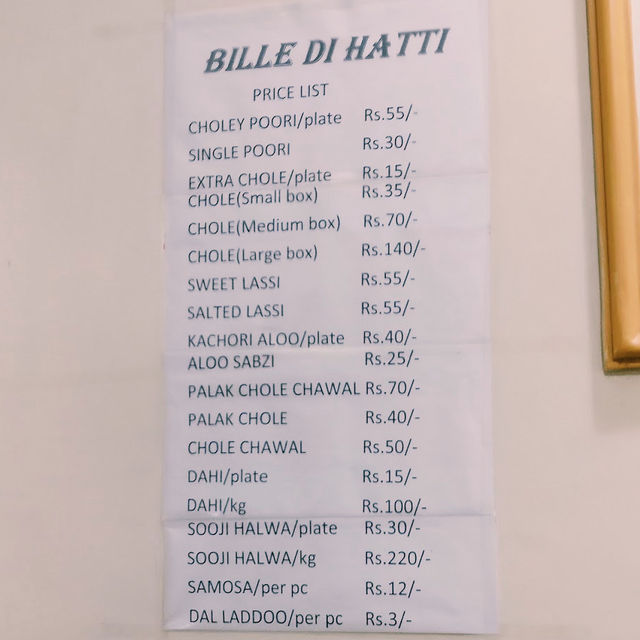 BILLE DI HATTI
PRICE LIST
CHOLEY POORI/plate Rs.55/-
SINGLE POORI Rs.30/-
EXTRA CHOLE/plate Rs.15/-
CHOLE(Small box) Rs.35/-
CHOLE(Medium box) Rs.70/-
CHOLE(Large box) Rs.140/-
SWEET LASSI Rs.55/-
SALTED LASSI Rs.55/-
KACHORI ALOO/plate Rs.40/-
ALOO SABZI Rs.25/-
PALAK CHOLE CHAWAL Rs.70/-
PALAK CHOLE Rs.40/-
CHOLE CHAWAL Rs.50/-
DAHI/plate Rs.15/-
DAHI/kg Rs.100/-
SOOJI HALWA/plate Rs.30/-
SOOJI HALWA/kg Rs.220/-
SAMOSA/per pc Rs.12/-
DAL LADDOO/per pc Rs.3/-